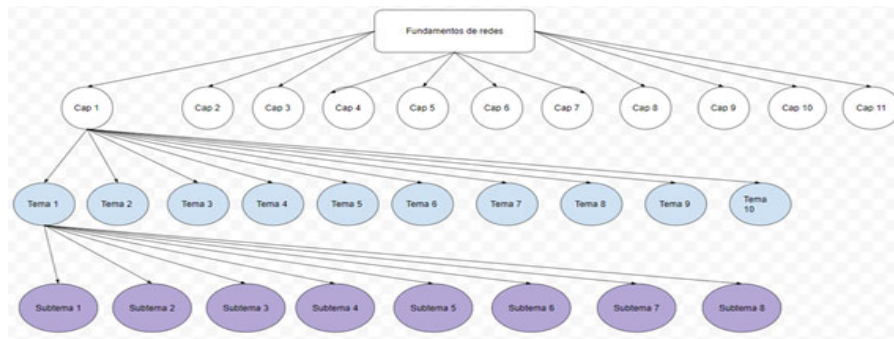 Fundamentos de redes
Cap 1
Cap 2
Cap 3
Cap 4
Cap 5
Cap 6
Cap 7
Cap 8
Cap 9
Cap 10
Cap 11
Tema 1
Tema 2
Tema 3
Tema 4
Tema 5
Tema 6
Tema 7
Tema 8
Tema 9
Tema
10
Subtema 1
Subtema 2
Subtema 3
Subtema 4
Subtema 5
Subtema 6
Subtema 7
Subtema 8